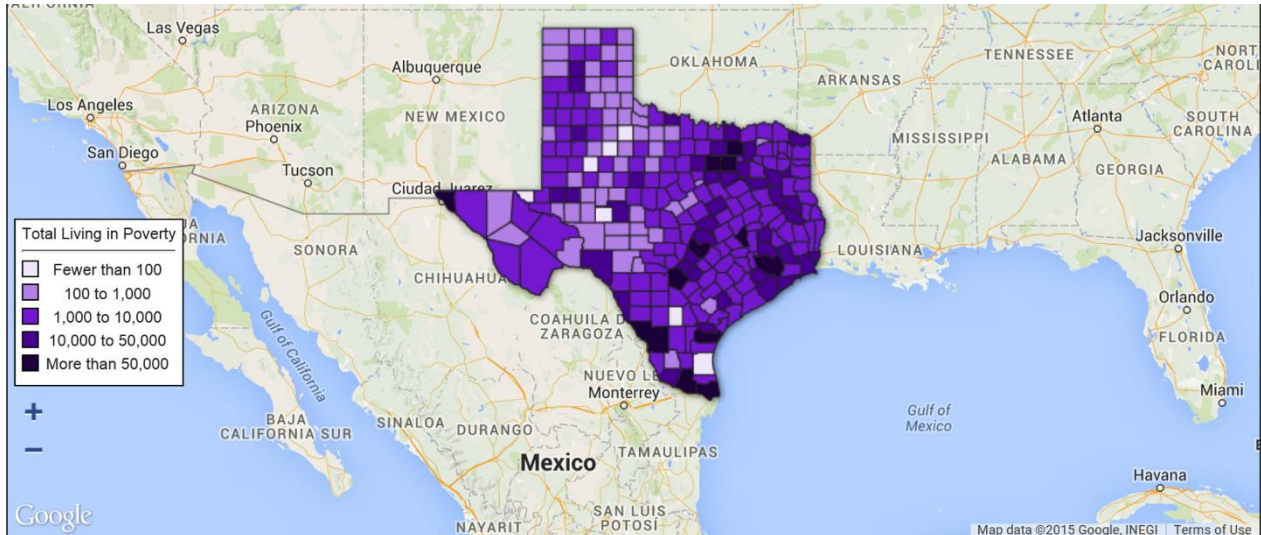 CALIFORNIA
Las Vegas
Los Angeles
San Diego
ARIZONA
Phoenix
Tucson
Albuquerque
NEW MEXICO
OKLAHOMA
ARKANSAS
TENNESSEE
NORTH
CAROLI
MISSISSIPPI
ALABAMA
Atlanta
SOUTH
CAROLINA
GEORGIA
Ciudad Juarez
LOUISIANA
Jacksonville
Orlando
FLORIDA
Miami
Total Living in Poverty
Fewer than 100
100 to 1,000
1,000 to 10,000
10,000 to 50,000
More than 50,000
SONORA
CHIHUAHUA
COAHUILA DE
ZARAGOZA
NUEVO LE
Monterrey
Gulf of California
BAJA
CALIFORNIA SUR
SINALOA
DURANGO
TAMAULIPAS
Mexico
SAN LUIS
POTOSÍ
NAYARIT
Gulf of
Mexico
Havana
+
−
Google
Map data ©2015 Google, INEGI
Terms of Use